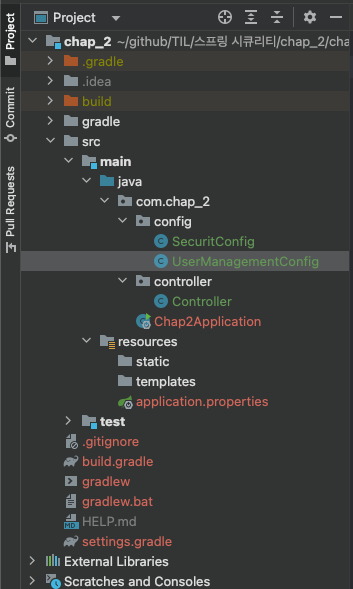 Project
chap_2 ~/github/TIL/스프링 시큐리티/chap_2/cha
.gradle
.idea
build
gradle
src
main
java
com.chap_2
config
SecuritConfig
UserManagementConfig
controller
Controller
Chap2Application
resources
static
templates
application.properties
test
.gitignore
build.gradle
gradlew
gradlew.bat
HELP.md
settings.gradle
External Libraries
Scratches and Consoles
Project
Commit
Pull Requests